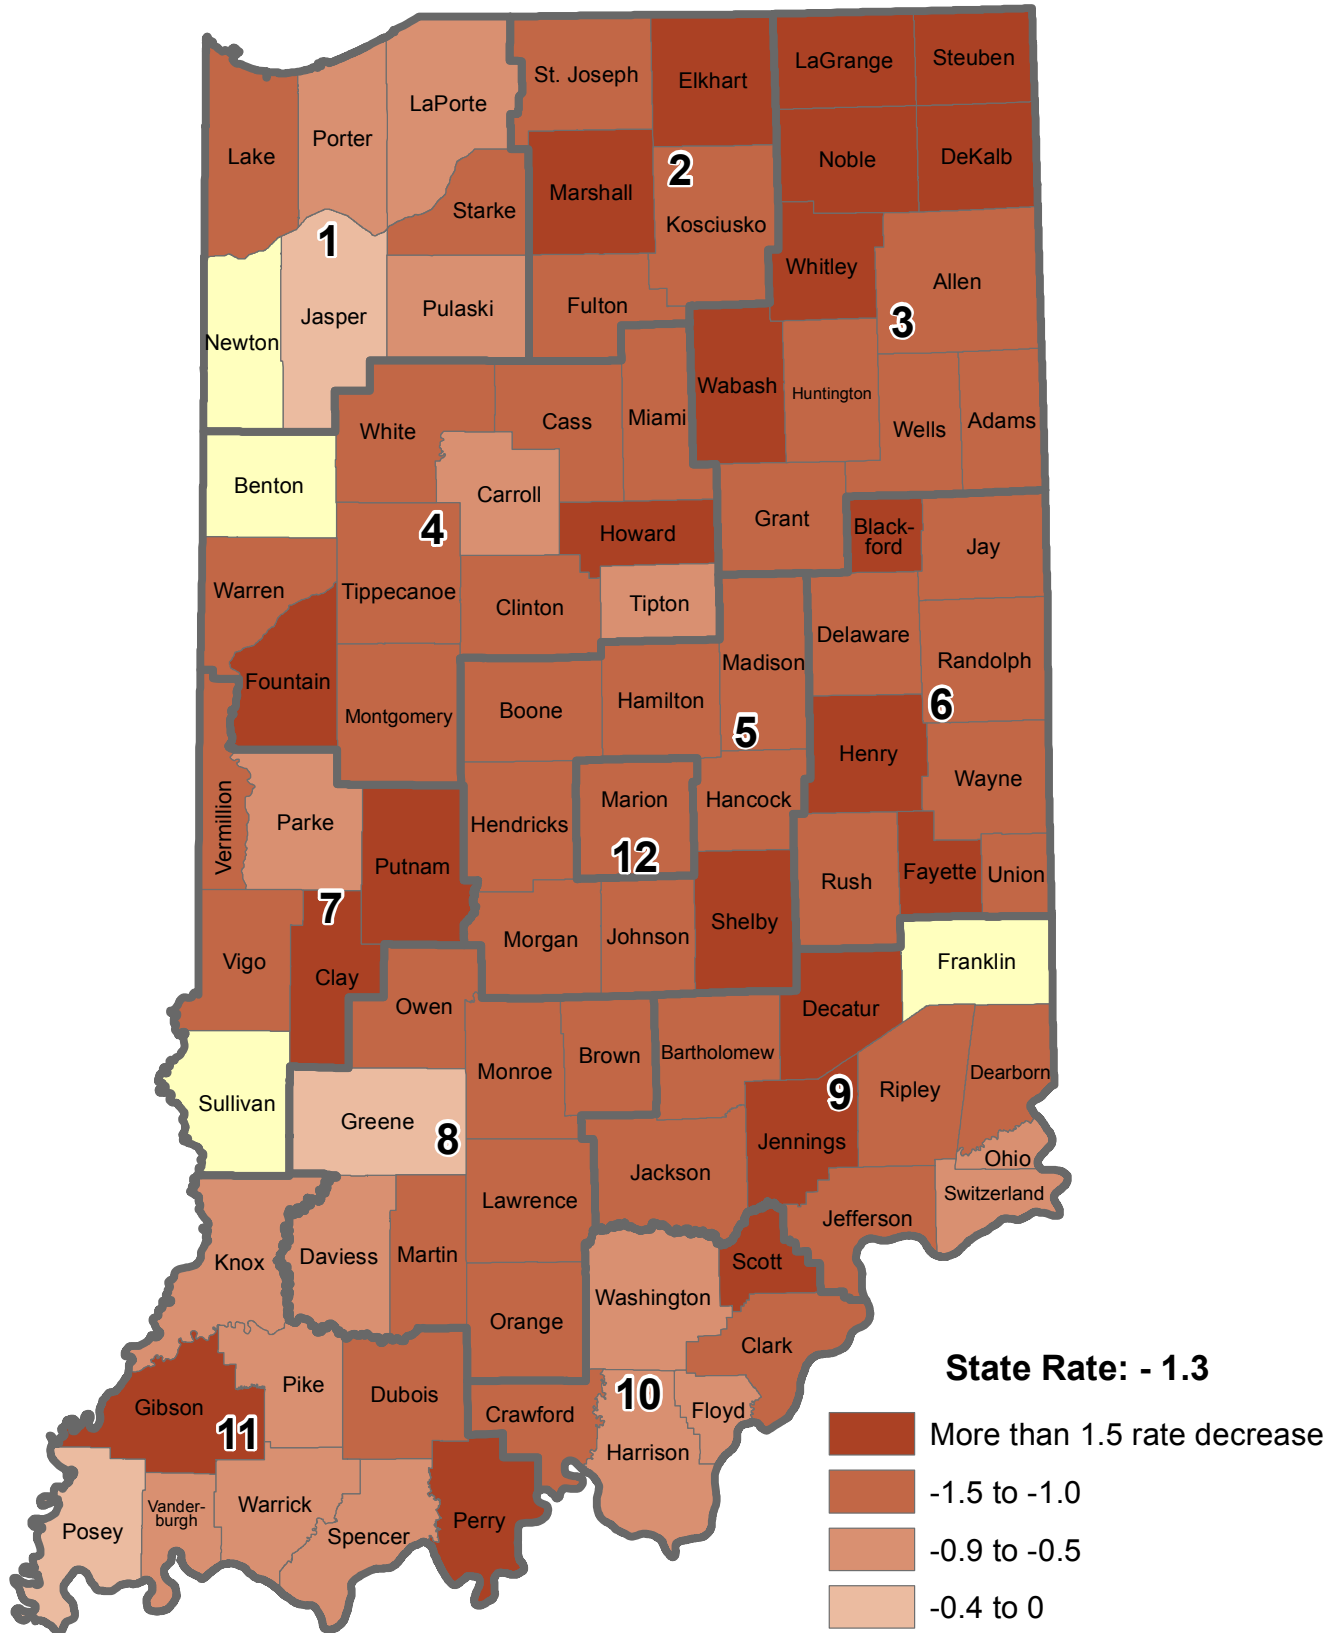 LaGrange
Steuben
St. Joseph
Elkhart
LaPorte
Porter
Lake
Noble
DeKalb
2
Marshall
Starke
Kosciusko
1
Whitley
Allen
Jasper
Pulaski
Fulton
3
Newton
Wabash
Huntington
White
Cass
Miami
Wells
Adams
Benton
Carroll
4
Howard
Grant
Black-
ford
Jay
Warren
Tippecanoe
Clinton
Tipton
Delaware
Madison
Randolph
Fountain
Montgomery
Boone
Hamilton
5
6
Henry
Wayne
Vermillion
Parke
Hendricks
Marion
Hancock
12
Putnam
Rush
Fayette
Union
7
Shelby
Vigo
Clay
Morgan
Johnson
Franklin
Owen
Decatur
Monroe
Brown
Bartholomew
Dearborn
9
Ripley
Sullivan
Greene
8
Jennings
Ohio
Jackson
Switzerland
Lawrence
Jefferson
Knox
Daviess
Martin
Scott
Washington
Orange
Clark
State Rate: - 1.3
Pike
Dubois
10
Gibson
11
Crawford
Floyd
Harrison
More than 1.5 rate decrease
-1.5 to -1.0
Posey
Vander-
burgh
Warrick
Spencer
Perry
-0.9 to -0.5
-0.4 to 0